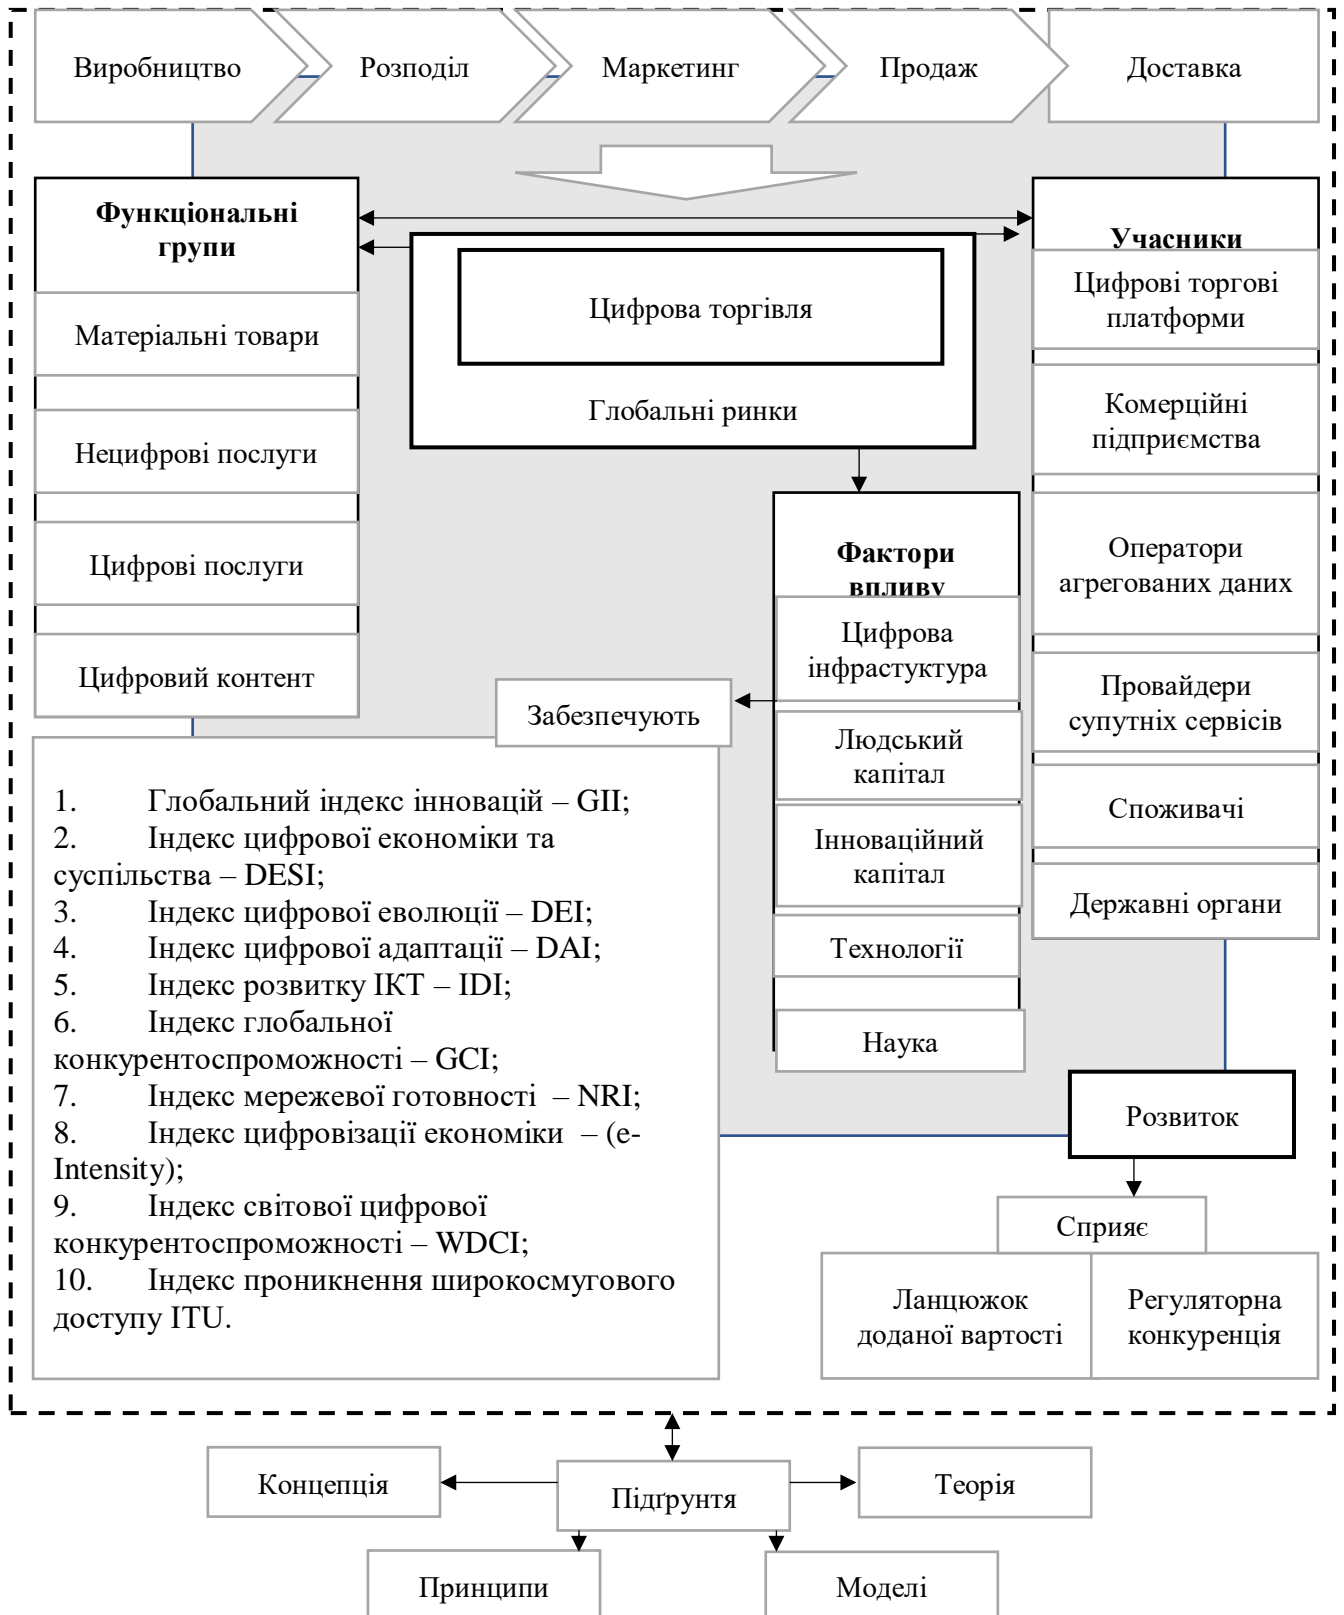 Виробництво
Розподіл
Маркетинг
Продаж
Доставка
Функціональні
групи
Матеріальні товари
Нецифрові послуги
Цифрові послуги
Цифровий контент
Цифрова торгівля
Глобальні ринки
Учасники
Цифрові торгові
платформи
Комерційні
підприємства
Оператори
агрегованих даних
Провайдери
супутніх сервісів
Споживачі
Державні органи
Фактори
впливу
Цифрова
інфрастуктура
Людський
капітал
Інноваційний
капітал
Технології
Наука
Забезпечують
1. Глобальний індекс інновацій – GII;
2. Індекс цифрової економіки та
суспільства – DESI;
3. Індекс цифрової еволюції – DEI;
4. Індекс цифрової адаптації – DAI;
5. Індекс розвитку ІКТ – IDI;
6. Індекс глобальної
конкурентоспроможності – GCI;
7. Індекс мережевої готовності – NRI;
8. Індекс цифровізації економіки – (e-
Intensity);
9. Індекс світової цифрової
конкурентоспроможності – WDCI;
10. Індекс проникнення широкосмугового
доступу ITU.
Розвиток
Сприяє
Ланцюжок
доданої вартості
Регуляторна
конкуренція
Концепція
Підґрунтя
Теорія
Принципи
Моделі